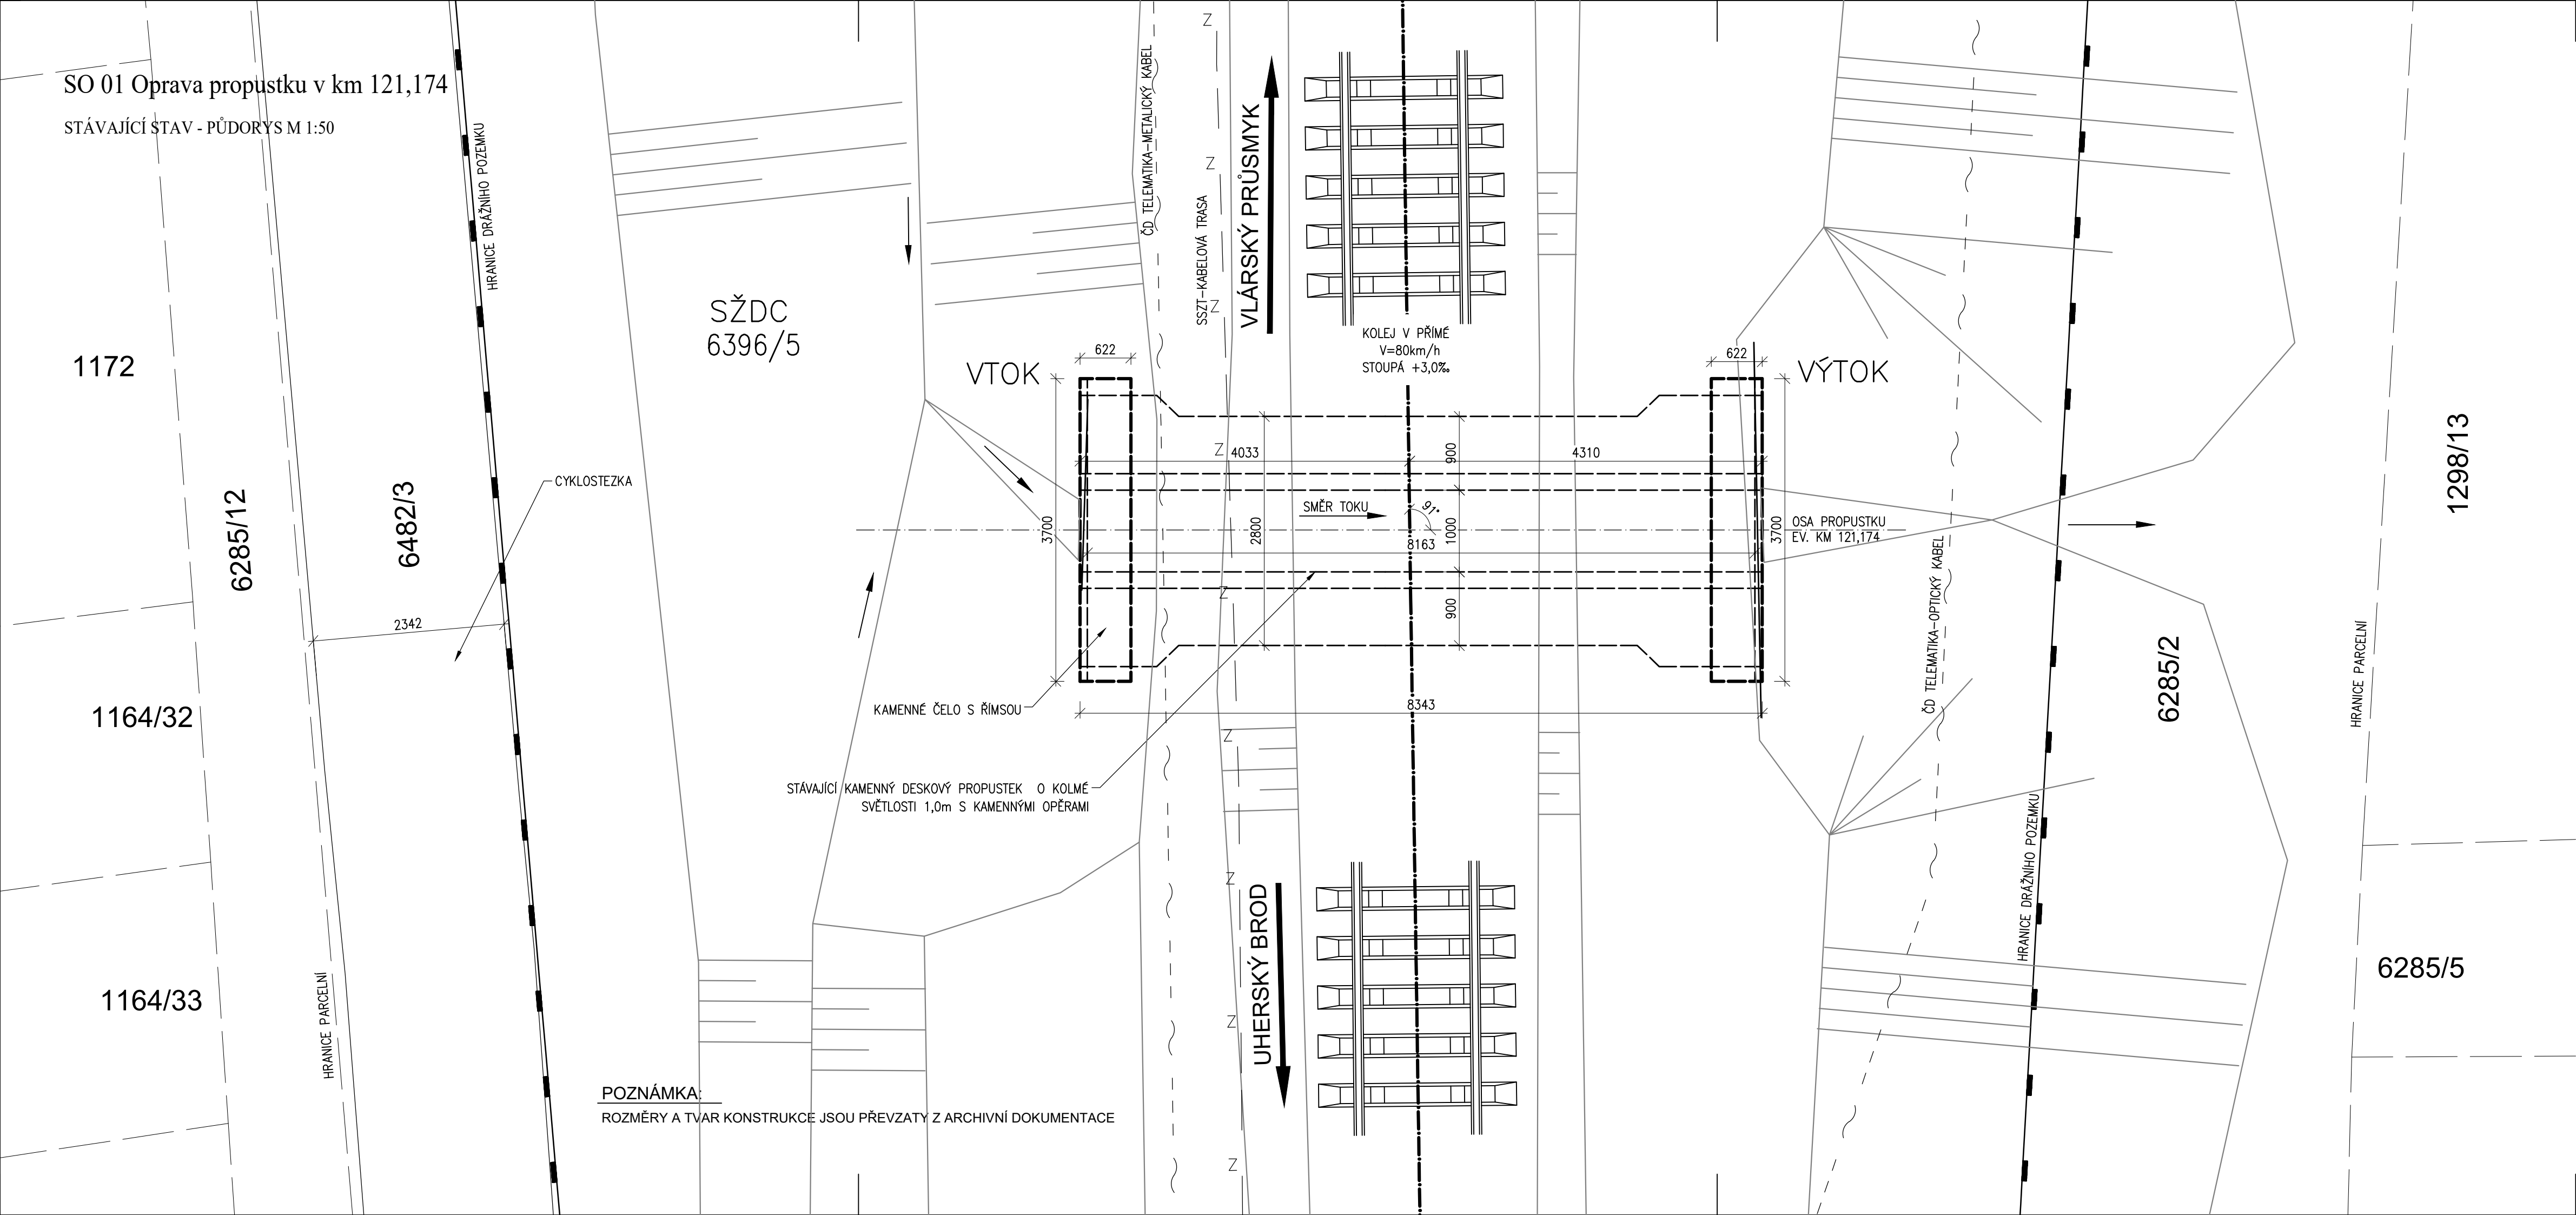 SO 01 Oprava propustku v km 121,174
STÁVAJÍCÍ STAV - PŮDORYS M 1:50
1172
1164/32
1164/33
6285/12
6482/3
HRANICE DRÁŽNÍHO POZEMKU
HRANICE PARCELNÍ
2342
CYKLOSTEZKA
SŽDC
6396/5
VTOK
ČD TELEMATIKA-METALICKÝ KABEL
SSZT-KABELOVÁ TRASA
Z
Z
Z
Z
Z
Z
Z
Z
Z
VLÁRSKÝ PRŮSMYK
KOLEJ V PŘÍMÉ
V=80km/h
STOUPÁ +3,0‰
622
622
VÝTOK
4033
4310
900
3700
2800
SMĚR TOKU
91°
1000
8163
3700
OSA PROPUSTKU
EV. KM 121,174
900
8343
KAMENNÉ ČELO S ŘÍMSOU
STÁVAJÍCÍ KAMENNÝ DESKOVÝ PROPUSTEK O KOLMÉ
SVĚTLOSTI 1,0m S KAMENNÝMI OPĚRAMI
UHERSKÝ BROD
POZNÁMKA:
ROZMĚRY A TVAR KONSTRUKCE JSOU PŘEVZATY Z ARCHIVNÍ DOKUMENTACE
ČD TELEMATIKA-OPTICKÝ KABEL
HRANICE DRÁŽNÍHO POZEMKU
6285/2
HRANICE PARCELNÍ
1298/13
6285/5